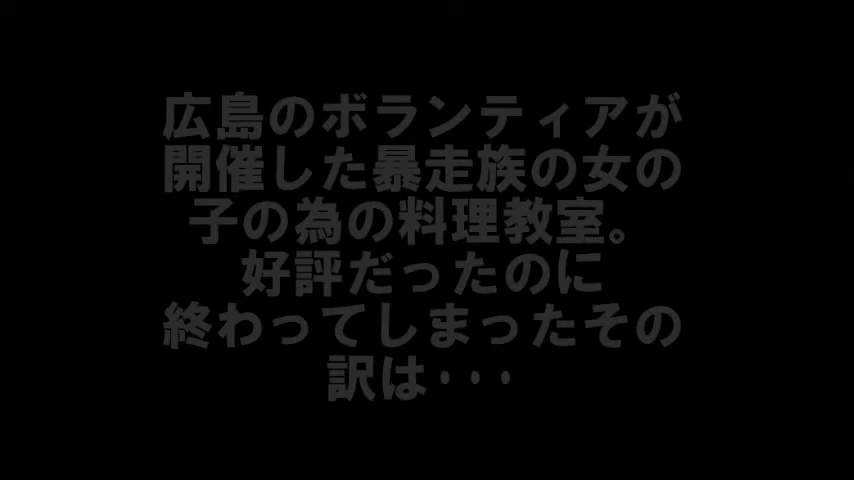 広島のボランティアが
開催した暴走族の女の
子の為の料理教室。
好評だったのに
終わってしまったその
訳は･･･